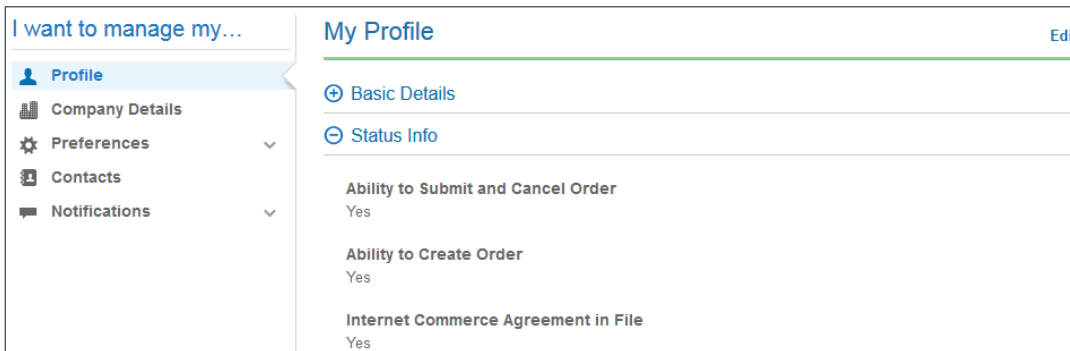 I want to manage my...
Profile
Company Details
Preferences
Contacts
Notifications
My Profile
Basic Details
Status Info
Ability to Submit and Cancel Order
Yes
Ability to Create Order
Yes
Internet Commerce Agreement in File
Yes